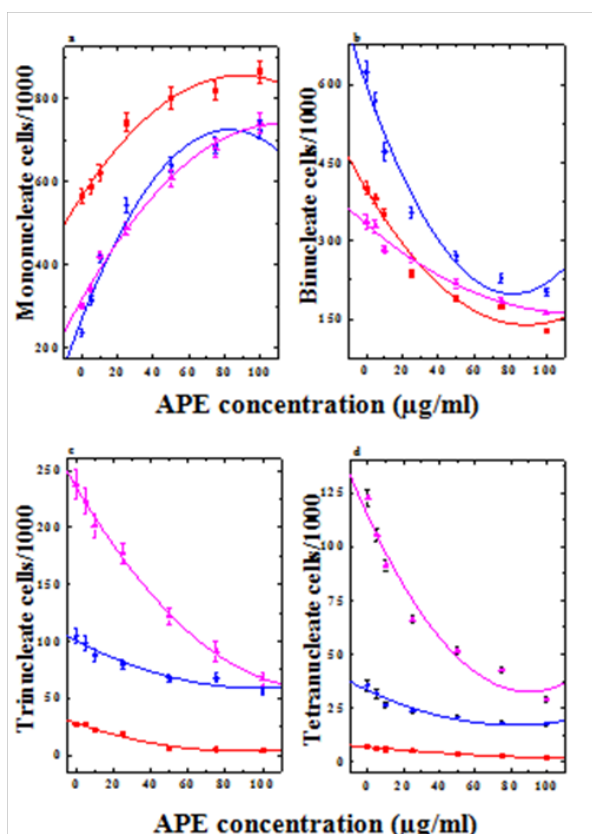 a
b
Mononucleate cells/1000
800
600
400
200
0 20 40 60 80 100
Binucleate cells/1000
600
450
300
150
0 20 40 60 80 100
APE concentration (µg/ml)
c
d
Trinucleate cells/1000
250
200
150
100
50
0
0 20 40 60 80 100
Tetranucleate cells/1000
125
100
75
50
25
0
0 20 40 60 80 100
APE concentration (µg/ml)